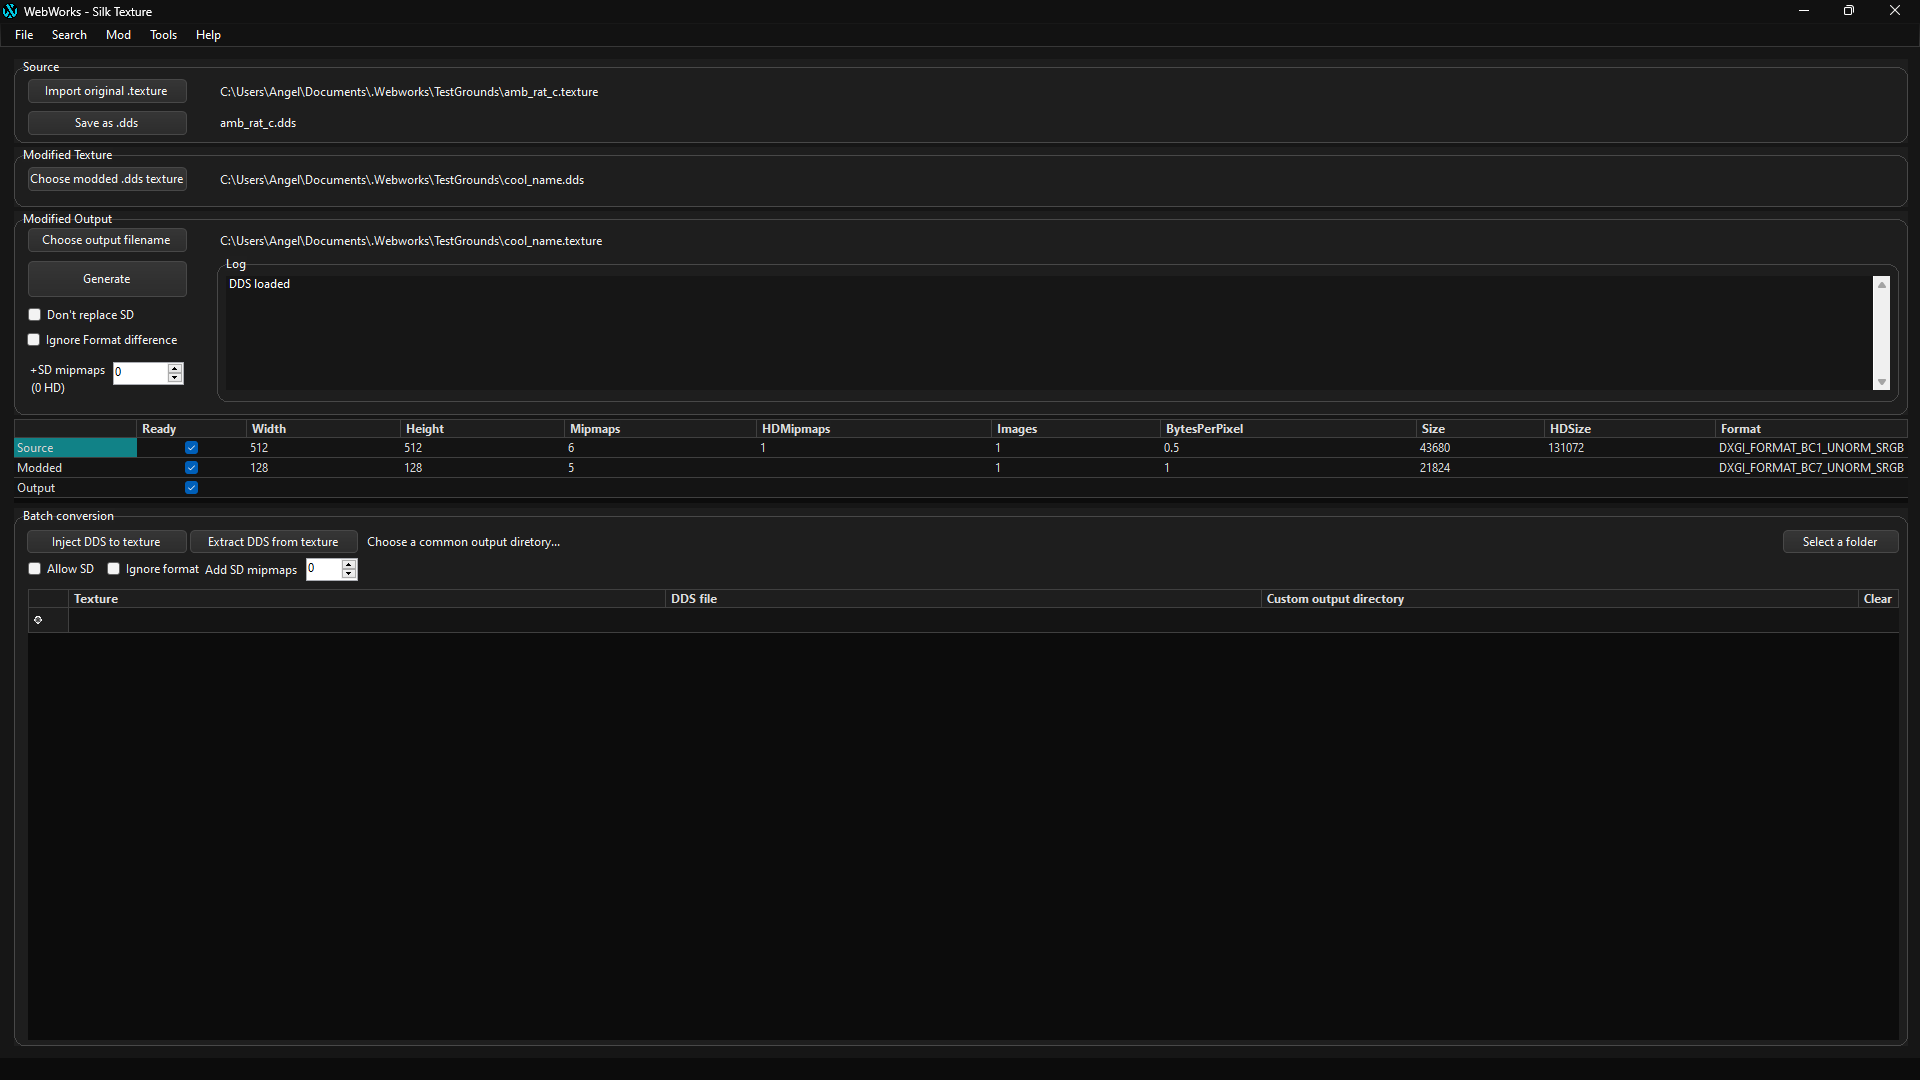 WebWorks - Silk Texture
File Search Mod Tools Help
Source
Import original .texture C:\Users\Angel\Documents\.Webworks\TestGrounds\amb_rat_c.texture
Save as .dds amb_rat_c.dds
Modified Texture
Choose modded .dds texture C:\Users\Angel\Documents\.Webworks\TestGrounds\cool_name.dds
Modified Output
Choose output filename C:\Users\Angel\Documents\.Webworks\TestGrounds\cool_name.texture
Log
Generate DDS loaded
Don't replace SD
Ignore Format difference
+SD mipmaps 0
(0 HD)
Ready Width Height Mipmaps HDMipmaps Images BytesPerPixel Size HDSize Format
Source 512 512 6 1 1 0.5 43680 131072 DXGI_FORMAT_BC1_UNORM_SRGB
Modded 128 128 5 1 1 21824 DXGI_FORMAT_BC7_UNORM_SRGB
Output
Batch conversion
Inject DDS to texture Extract DDS from texture Choose a common output diretory... Select a folder
Allow SD Ignore format Add SD mipmaps 0
Texture DDS file Custom output directory Clear